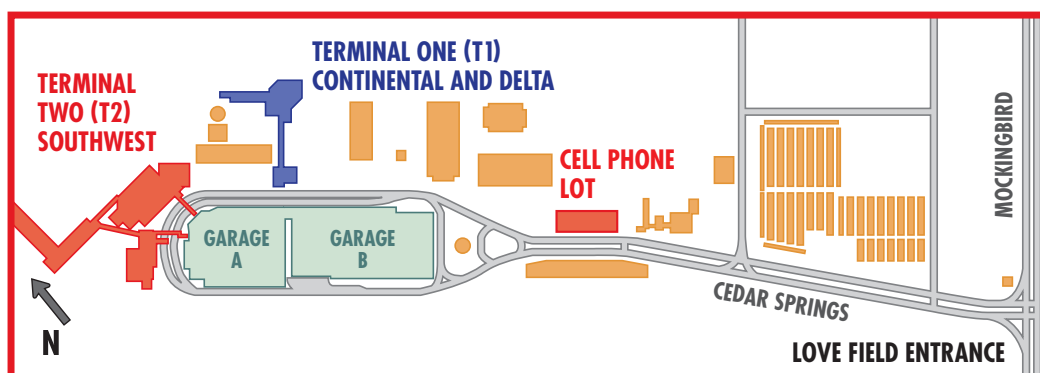 TERMINAL ONE (T1)
CONTINENTAL AND DELTA
TERMINAL
TWO (T2)
SOUTHWEST
CELL PHONE
LOT
MOCKINGBIRD
GARAGE
A
GARAGE
B
CEDAR SPRINGS
N
LOVE FIELD ENTRANCE